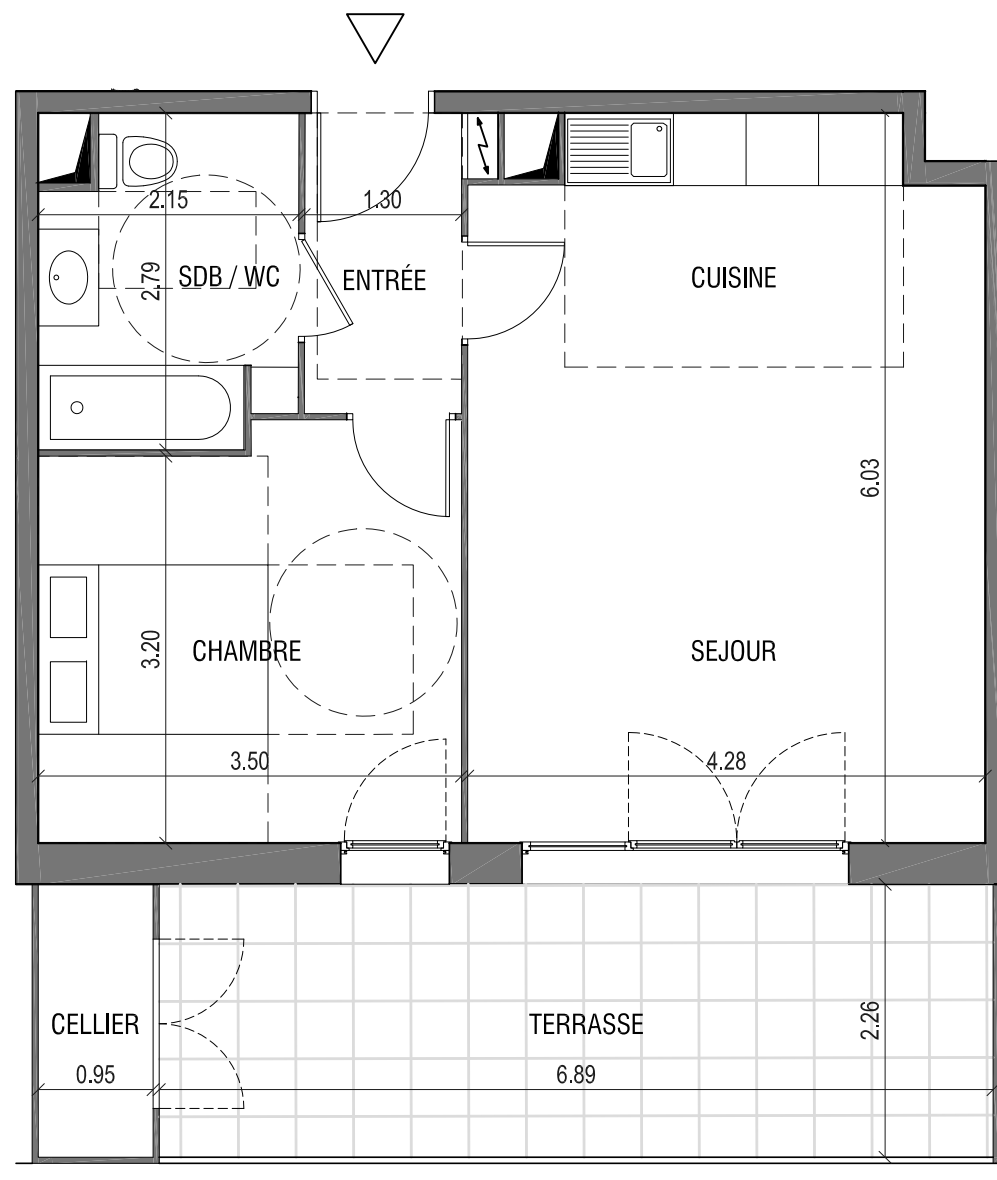 2.15
1.30
2.79
SDB / WC
ENTRÉE
CUISINE
6.03
3.20
CHAMBRE
SEJOUR
3.50
4.28
CELLIER
TERRASSE
2.26
0.95
6.89